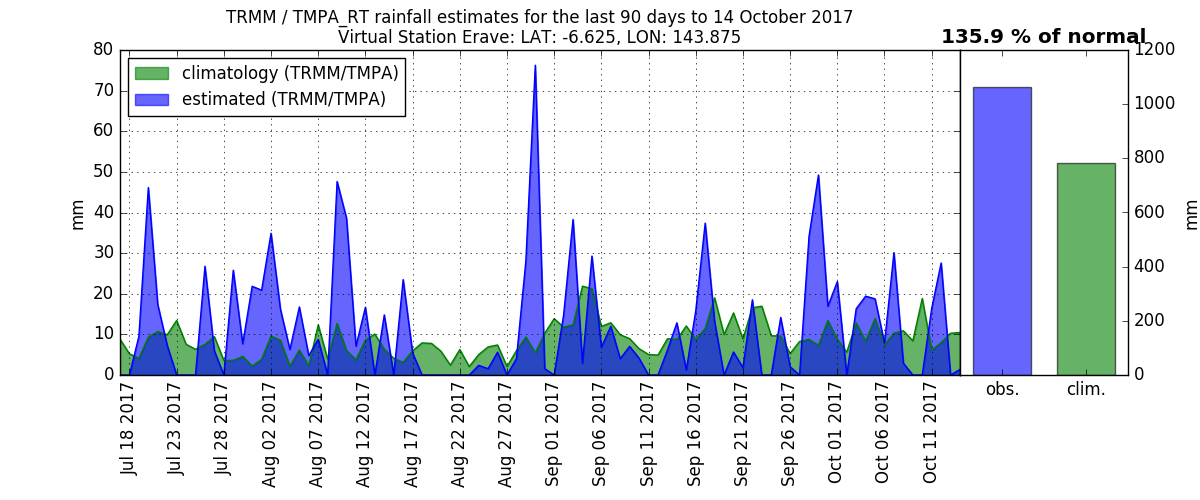 TRMM / TMPA_RT rainfall estimates for the last 90 days to 14 October 2017
Virtual Station Erave: LAT: -6.625, LON: 143.875
135.9 % of normal
climatology (TRMM/TMPA)
estimated (TRMM/TMPA)
mm
80
70
60
50
40
30
20
10
0
Jul 18 2017
Jul 23 2017
Jul 28 2017
Aug 02 2017
Aug 07 2017
Aug 12 2017
Aug 17 2017
Aug 22 2017
Aug 27 2017
Sep 01 2017
Sep 06 2017
Sep 11 2017
Sep 16 2017
Sep 21 2017
Sep 26 2017
Oct 01 2017
Oct 06 2017
Oct 11 2017
obs.
clim.
1200
1000
800
600
400
200
0
mm